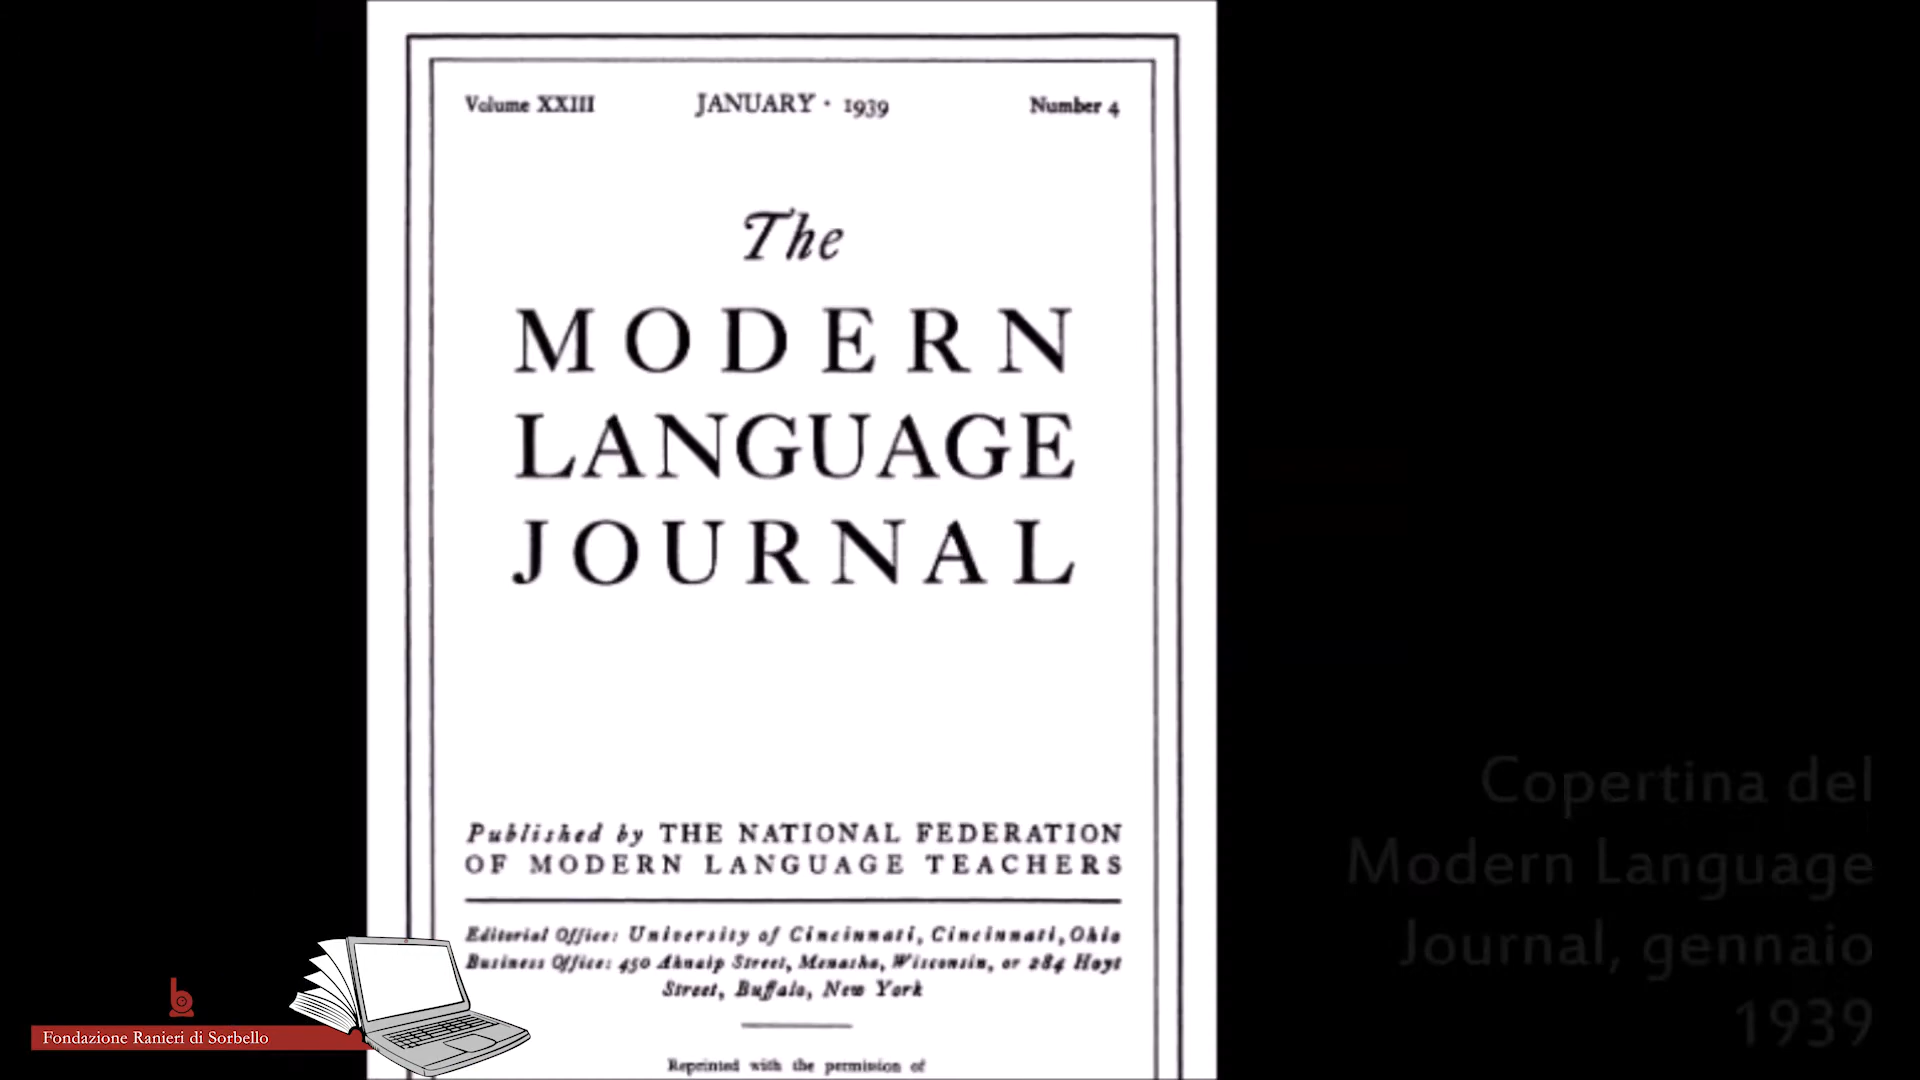 Volume XXIII JANUARY · 1939 Number 4
The
MODERN
LANGUAGE
JOURNAL
Published by THE NATIONAL FEDERATION
OF MODERN LANGUAGE TEACHERS
Editorial Office: University of Cincinnati, Cincinnati, Ohio
Business Office: 450 Ahnaip Street, Menasha, Wisconsin, or 284 Hoyt
Street, Buffalo, New York
Reprinted with the permission of
Copertina del
Modern Language
Journal, gennaio
1939
Fondazione Ranieri di Sorbello